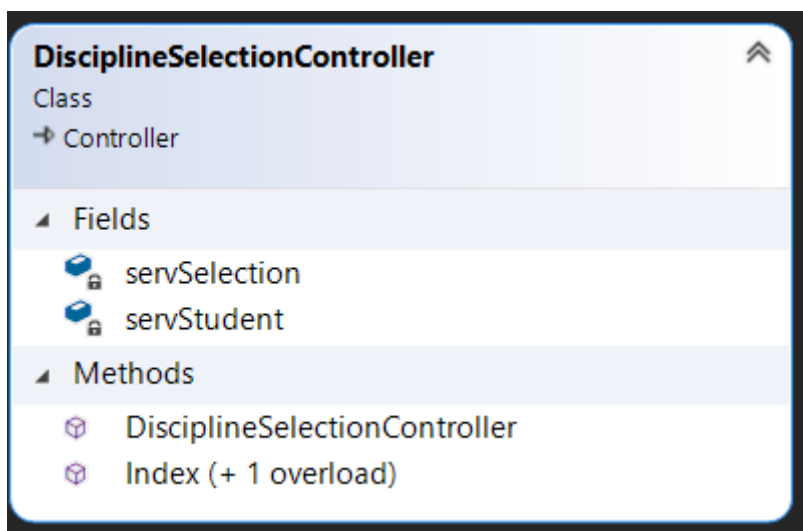 DisciplineSelectionController
Class
Controller
Fields
servSelection
servStudent
Methods
DisciplineSelectionController
Index (+ 1 overload)